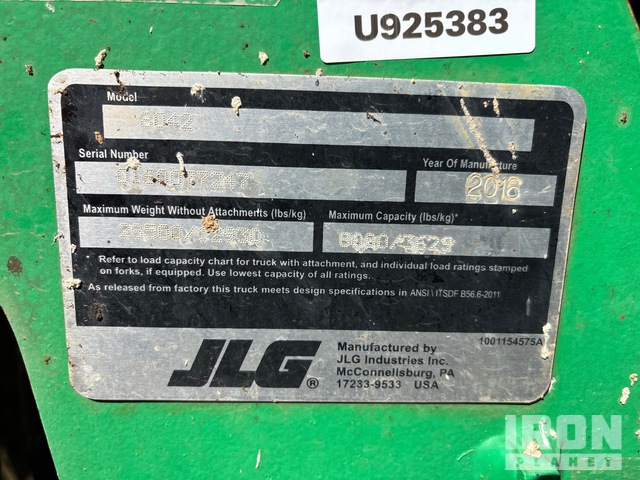 U925383
Model
8042
Serial Number
Year Of Manufacture
2016
Maximum Weight Without Attachments (lbs/kg)
Maximum Capacity (lbs/kg)*
Refer to load capacity chart for truck with attachment, and individual load ratings stamped
on forks, if equipped. Use lowest capacity of all ratings.
As released from factory this truck meets design specifications in ANSI \ ITSDF B56.6-2011
JLG®
Manufactured by
JLG Industries Inc.
McConnellsburg, PA
17233-9533 USA
1001154575A
IRON
PLANET